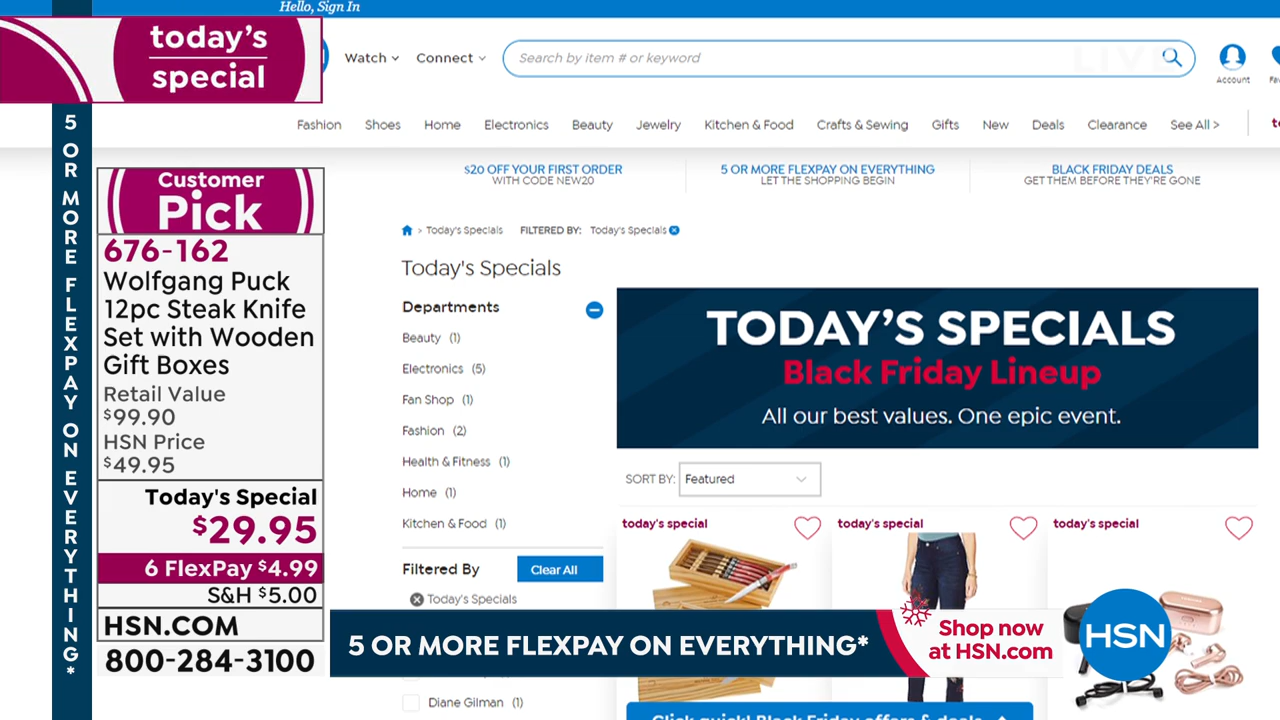 Hello, Sign In
today's
special
Watch
Connect
Search by item # or keyword
LIVE
Account
Fashion
Shoes
Home
Electronics
Beauty
Jewelry
Kitchen & Food
Crafts & Sewing
Gifts
New
Deals
Clearance
See All >
$20 OFF YOUR FIRST ORDER
WITH CODE NEW20
5 OR MORE FLEXPAY ON EVERYTHING
LET THE SHOPPING BEGIN
BLACK FRIDAY DEALS
GET THEM BEFORE THEY'RE GONE
5 OR MORE FLEXPAY ON EVERYTHING*
Customer
Pick
676-162
Wolfgang Puck
12pc Steak Knife
Set with Wooden
Gift Boxes
Retail Value
$99.90
HSN Price
$49.95
Today's Special
$29.95
6 FlexPay $4.99
S&H $5.00
HSN.COM
800-284-3100
> Today's Specials
FILTERED BY: Today's Specials
Today's Specials
Departments
Beauty (1)
Electronics (5)
Fan Shop (1)
Fashion (2)
Health & Fitness (1)
Home (1)
Kitchen & Food (1)
Filtered By
Clear All
Today's Specials
Diane Gilman (1)
TODAY'S SPECIALS
Black Friday Lineup
All our best values. One epic event.
SORT BY: Featured
today's special
today's special
today's special
5 OR MORE FLEXPAY ON EVERYTHING*
Shop now
at HSN.com
HSN
Click quick! Black Friday offers & deals